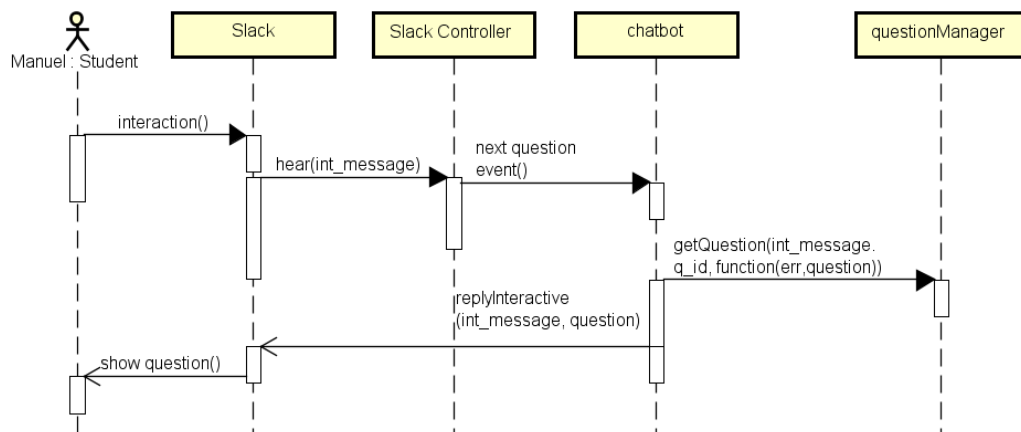 Slack
Slack Controller
chatbot
questionManager
Manuel : Student
interaction()
hear(int_message)
next question
event()
getQuestion(int_message.
q_id, function(err,question))
replyInteractive
(int_message, question)
show question()